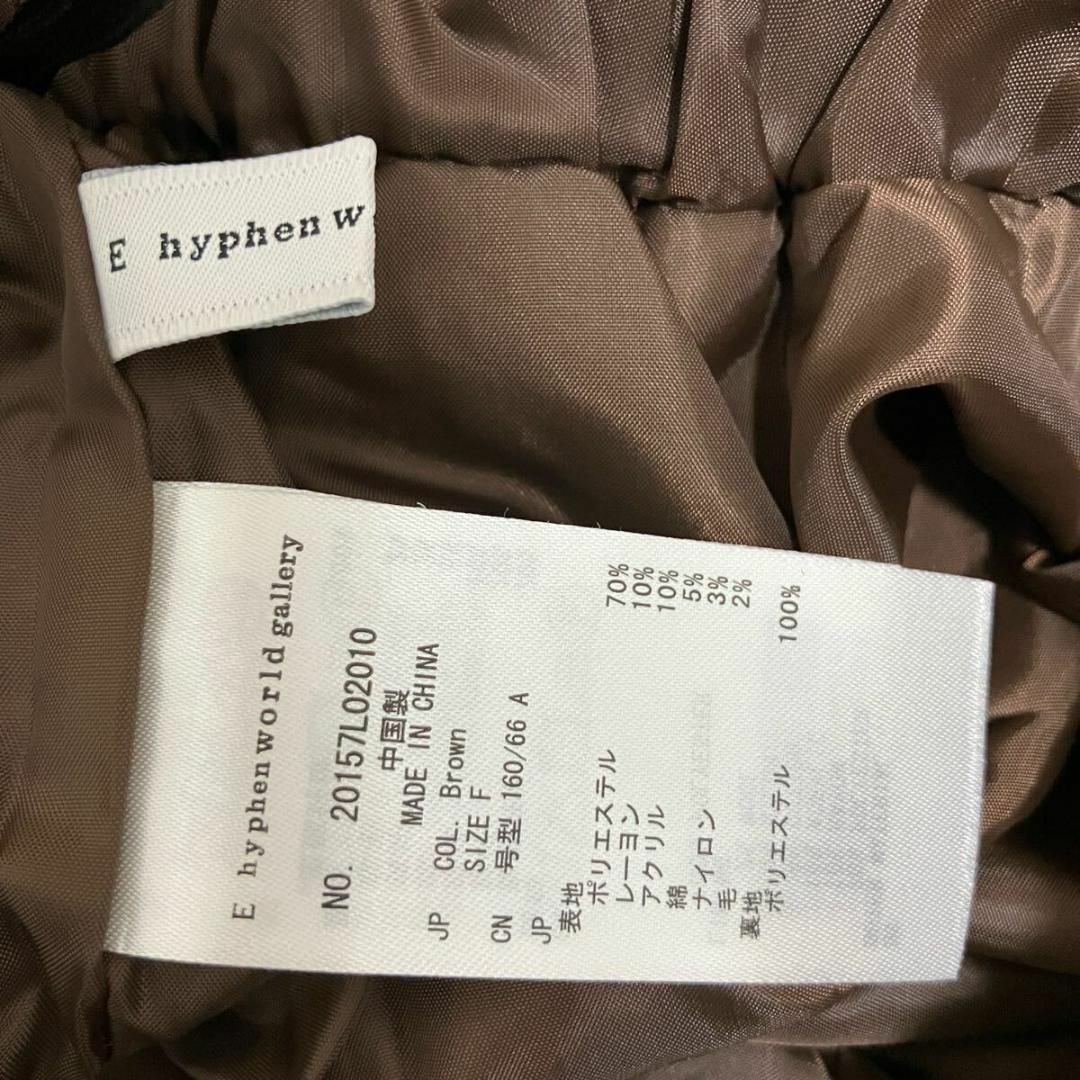 E hyphen w
E hyphen world gallery
NO. 20157L02010
中国製
MADE IN CHINA
JP COL. Brown
SIZE F
CN 号型 160/66 A
JP
表地
ポリエステル 70%
レーヨン 10%
アクリル 10%
綿 5%
ナイロン 3%
毛 2%
裏地
ポリエステル 100%